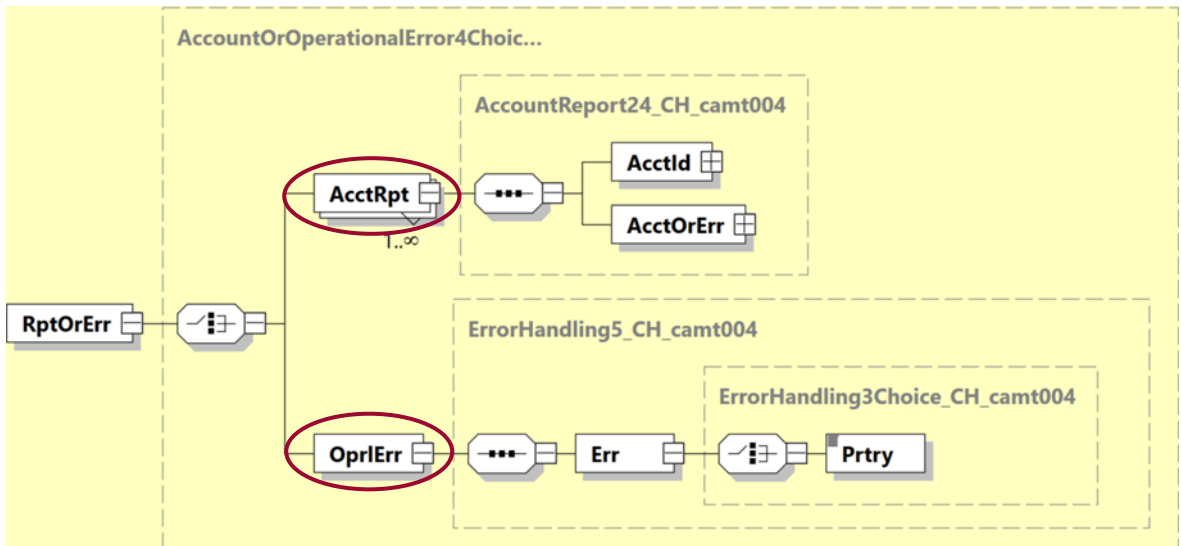 AccountOrOperationalError4Choic...
AccountReport24_CH_camt004
AcctId
AcctRpt
1..∞
AcctOrErr
RptOrErr
ErrorHandling5_CH_camt004
ErrorHandling3Choice_CH_camt004
OprlErr
Err
Prtry